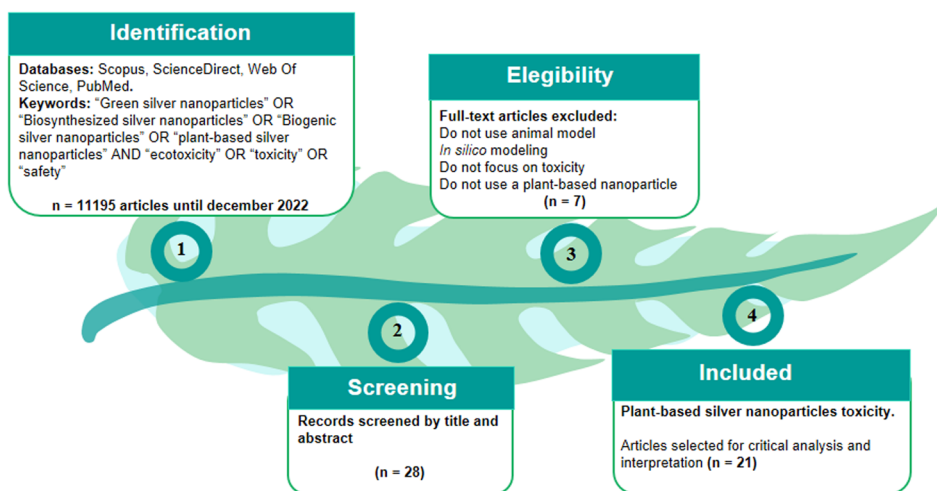 Identification
Databases: Scopus, ScienceDirect, Web Of
Science, PubMed.
Keywords: “Green silver nanoparticles” OR
“Biosynthesized silver nanoparticles” OR “Biogenic
silver nanoparticles” OR “plant-based silver
nanoparticles” AND “ecotoxicity” OR “toxicity” OR
“safety”
n = 11195 articles until december 2022
1
2
Screening
Records screened by title and
abstract
(n = 28)
Elegibility
Full-text articles excluded:
Do not use animal model
In silico modeling
Do not focus on toxicity
Do not use a plant-based nanoparticle
(n = 7)
3
4
Included
Plant-based silver nanoparticles toxicity.
Articles selected for critical analysis and
interpretation (n = 21)